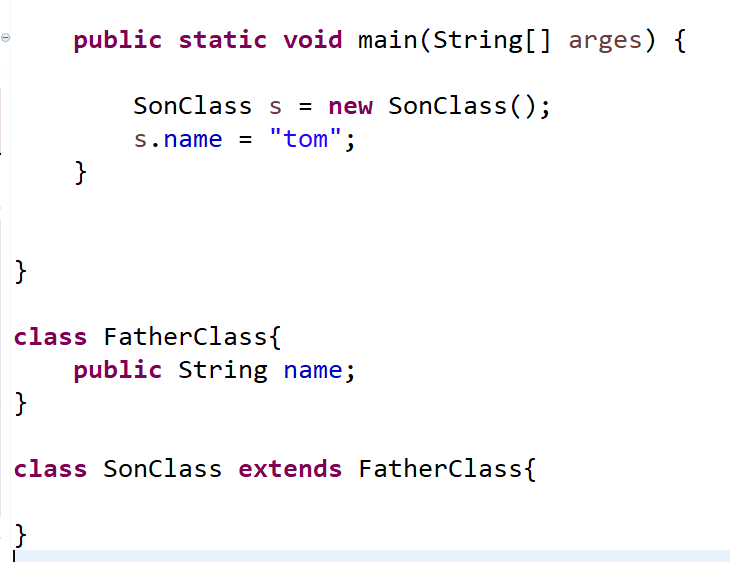 public static void main(String[] arges) {
SonClass s = new SonClass();
s.name = "tom";
}
}
class FatherClass{
public String name;
}
class SonClass extends FatherClass{
}